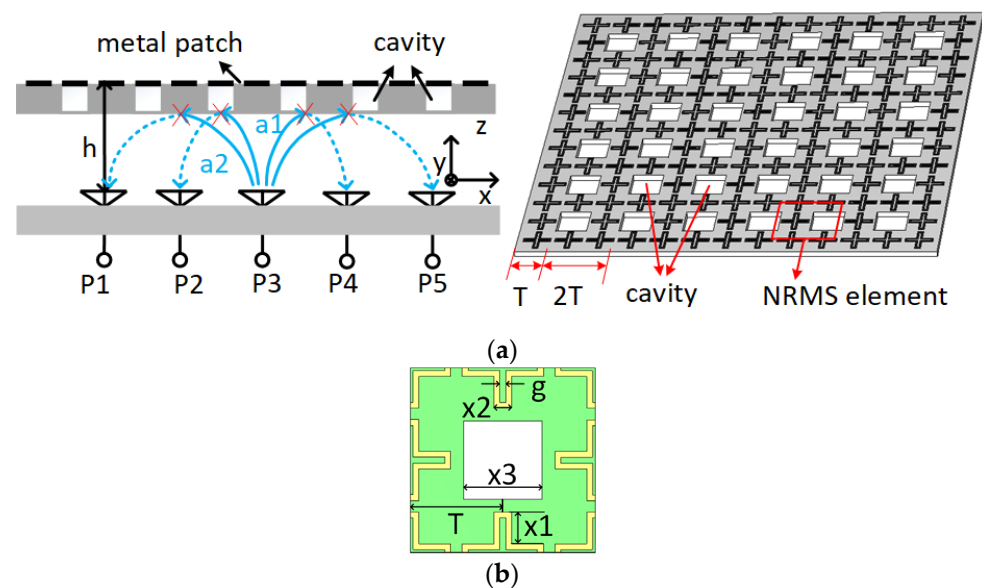 metal patch
cavity
h
a1
a2
z
y
x
P1 P2 P3 P4 P5
T 2T cavity NRMS element
(a)
g
x2
x3
T
x1
(b)